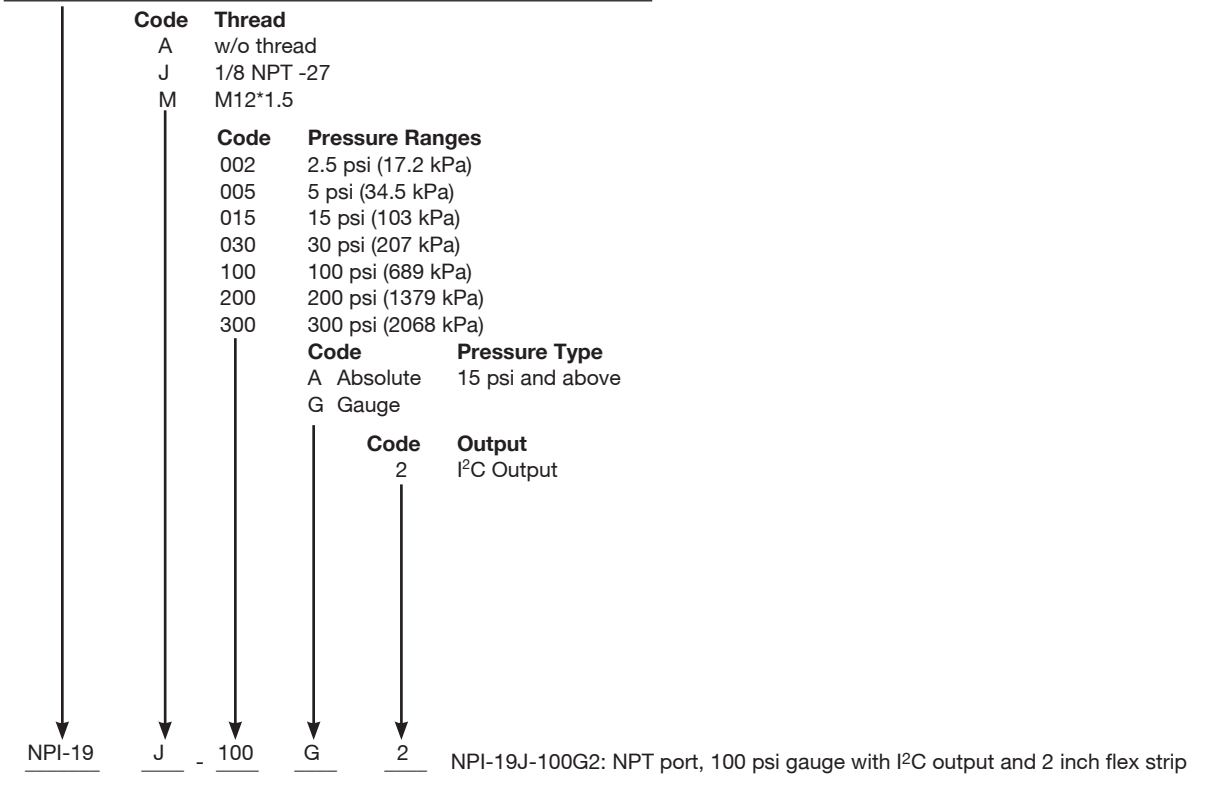 Code Thread
A w/o thread
J 1/8 NPT -27
M M12*1.5
Code Pressure Ranges
002 2.5 psi (17.2 kPa)
005 5 psi (34.5 kPa)
015 15 psi (103 kPa)
030 30 psi (207 kPa)
100 100 psi (689 kPa)
200 200 psi (1379 kPa)
300 300 psi (2068 kPa)
Code Pressure Type
A Absolute 15 psi and above
G Gauge
Code Output
2 I²C Output
NPI-19 J - 100 G 2 NPI-19J-100G2: NPT port, 100 psi gauge with I²C output and 2 inch flex strip